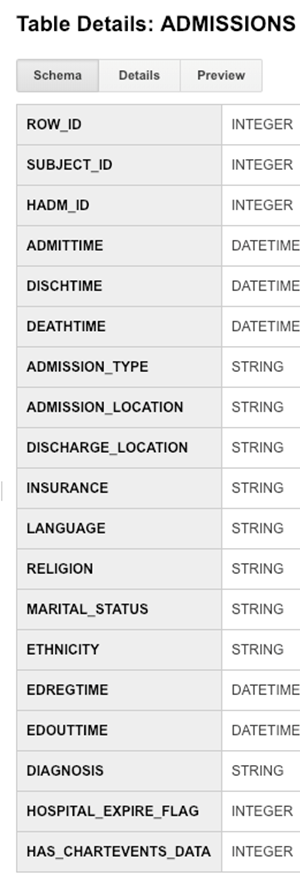 Table Details: ADMISSIONS
Schema Details Preview
ROW_ID INTEGER
SUBJECT_ID INTEGER
HADM_ID INTEGER
ADMITTIME DATETIME
DISCHTIME DATETIME
DEATHTIME DATETIME
ADMISSION_TYPE STRING
ADMISSION_LOCATION STRING
DISCHARGE_LOCATION STRING
INSURANCE STRING
LANGUAGE STRING
RELIGION STRING
MARITAL_STATUS STRING
ETHNICITY STRING
EDREGTIME DATETIME
EDOUTTIME DATETIME
DIAGNOSIS STRING
HOSPITAL_EXPIRE_FLAG INTEGER
HAS_CHARTEVENTS_DATA INTEGER